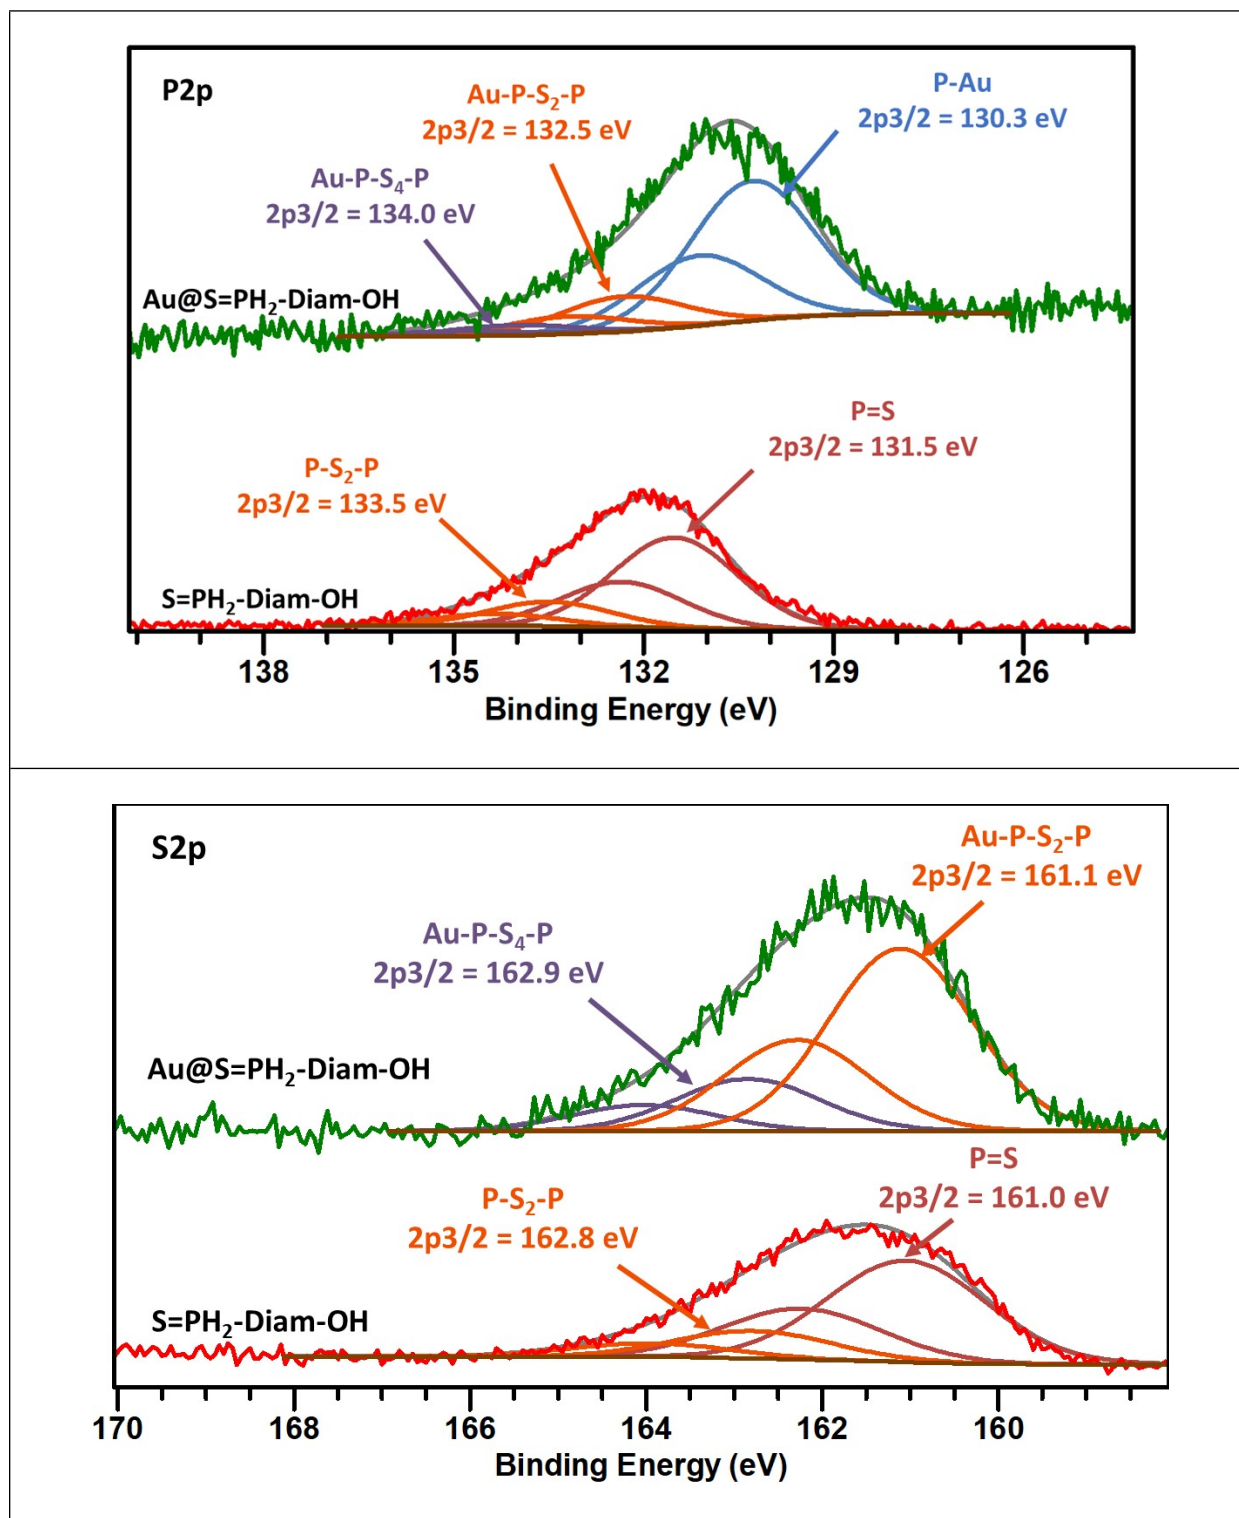 P2p
P-Au
2p3/2 = 130.3 eV
Au-P-S₂-P
2p3/2 = 132.5 eV
Au-P-S₄-P
2p3/2 = 134.0 eV
Au@S=PH₂-Diam-OH
P=S
2p3/2 = 131.5 eV
P-S₂-P
2p3/2 = 133.5 eV
S=PH₂-Diam-OH
138 135 132 129 126
Binding Energy (eV)
S2p
Au-P-S₂-P
2p3/2 = 161.1 eV
Au-P-S₄-P
2p3/2 = 162.9 eV
Au@S=PH₂-Diam-OH
P=S
2p3/2 = 161.0 eV
P-S₂-P
2p3/2 = 162.8 eV
S=PH₂-Diam-OH
170 168 166 164 162 160
Binding Energy (eV)